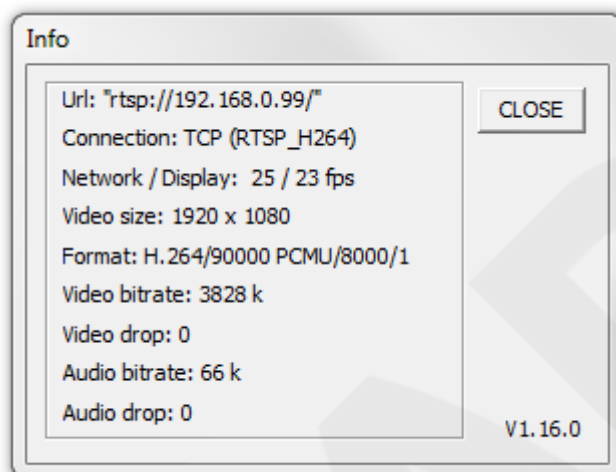 Info
Url: "rtsp://192.168.0.99/"
CLOSE
Connection: TCP (RTSP_H264)
Network / Display:  25 / 23 fps
Video size: 1920 x 1080
Format: H.264/90000 PCMU/8000/1
Video bitrate: 3828 k
Video drop: 0
Audio bitrate: 66 k
Audio drop: 0
V1.16.0